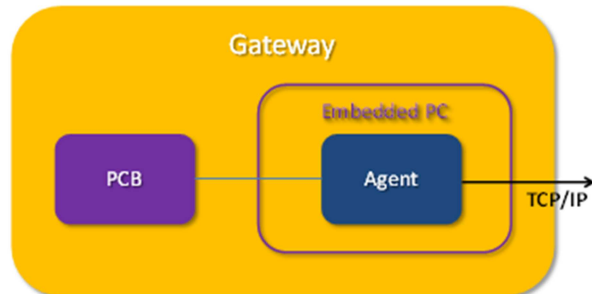 Gateway
Embedded PC
PCB
Agent
TCP/IP